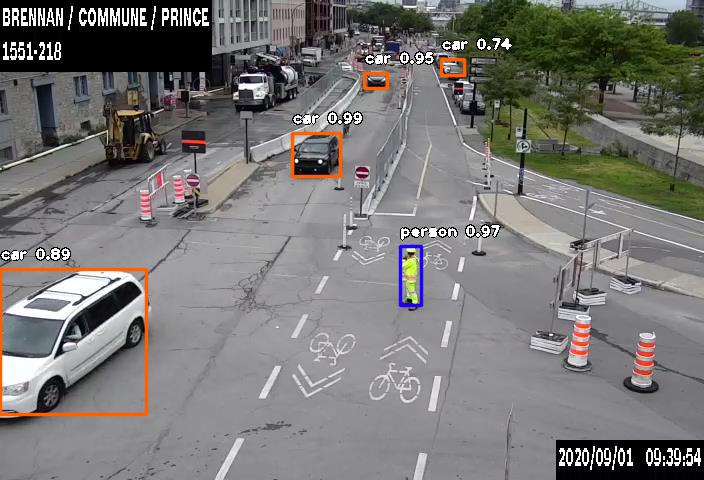 BRENNAN / COMMUNE / PRINCE
1551-218
car 0.74
car 0.95
car 0.99
person 0.97
car 0.89
2020/09/01 09:39:54